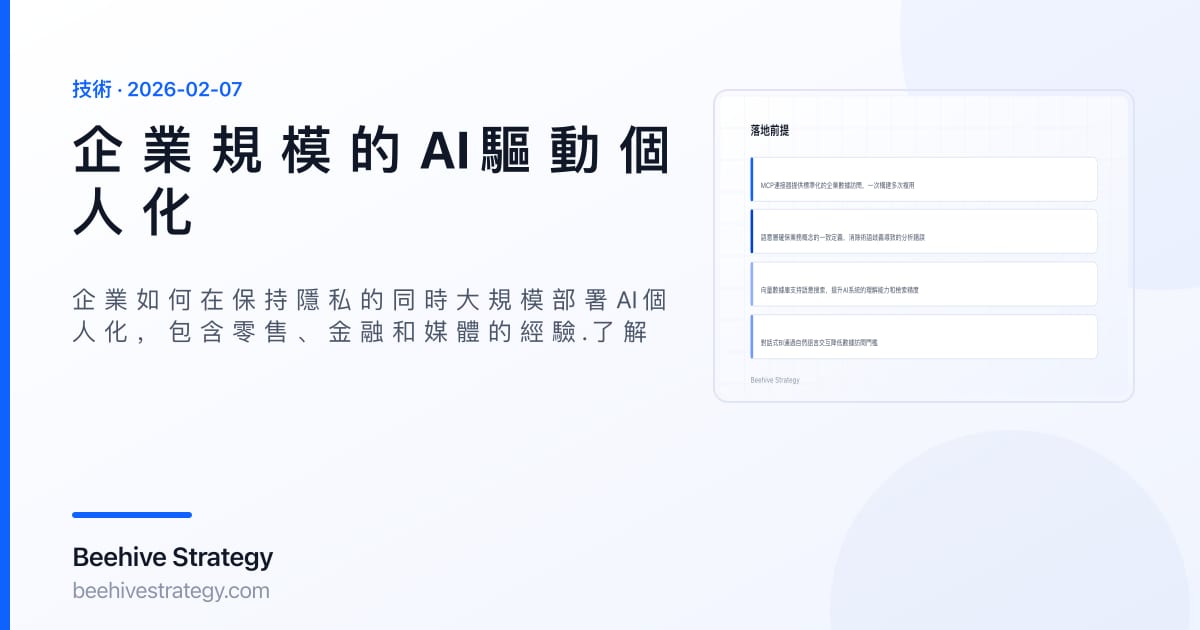 技術 · 2026-02-07
企業規模的AI驅動個
人化
企業如何在保持隱私的同時大規模部署AI個
人化，包含零售、金融和媒體的經驗.了解
落地前提
MCP連接器提供標準化的企業數據訪問，一次構建多次複用
語意層確保業務概念的一致定義，消除術語歧義導致的分析錯誤
向量數據庫支持語意搜索，提升AI系統的理解能力和檢索精度
對話式BI通過自然語言交互降低數據訪問門檻
Beehive Strategy
Beehive Strategy
beehivestrategy.com